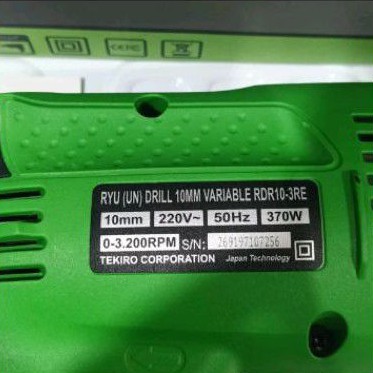 RYU (UN) DRILL 10MM VARIABLE RDR10-3RE
10mm 220V~ 50Hz 370W
0-3.200RPM S/N: 269197107256
TEKIRO CORPORATION Japan Technology